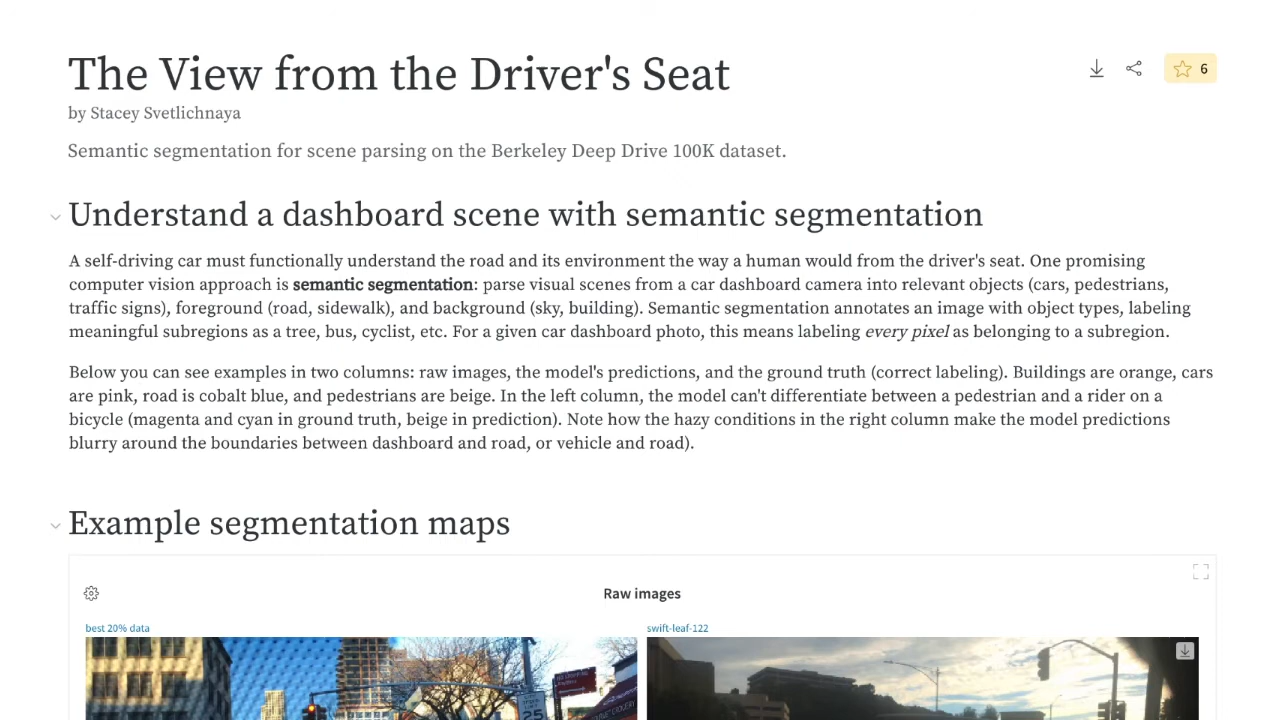 The View from the Driver's Seat
6
by Stacey Svetlichnaya
Semantic segmentation for scene parsing on the Berkeley Deep Drive 100K dataset.
Understand a dashboard scene with semantic segmentation
A self-driving car must functionally understand the road and its environment the way a human would from the driver's seat. One promising
computer vision approach is semantic segmentation: parse visual scenes from a car dashboard camera into relevant objects (cars, pedestrians,
traffic signs), foreground (road, sidewalk), and background (sky, building). Semantic segmentation annotates an image with object types, labeling
meaningful subregions as a tree, bus, cyclist, etc. For a given car dashboard photo, this means labeling every pixel as belonging to a subregion.
Below you can see examples in two columns: raw images, the model's predictions, and the ground truth (correct labeling). Buildings are orange, cars
are pink, road is cobalt blue, and pedestrians are beige. In the left column, the model can't differentiate between a pedestrian and a rider on a
bicycle (magenta and cyan in ground truth, beige in prediction). Note how the hazy conditions in the right column make the model predictions
blurry around the boundaries between dashboard and road, or vehicle and road).
Example segmentation maps
Raw images
best 20% data
swift-leaf-122
25